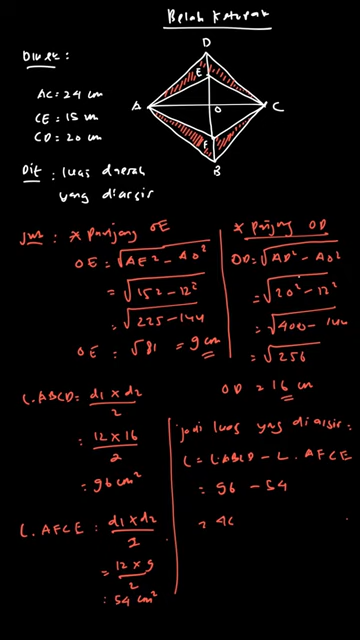 Belah Ketupat
Diket :
AC = 24 cm
CE = 15 cm
CD = 20 cm
Dit : luas daerah
yang diarsir
D
E
A
O
C
F
B
Jwb : * Panjang OE
OE = √AE² - AO²
= √15² - 12²
= √225 - 144
OE : √81 = 9 cm
* Panjang OD
OD = √AD² - AO²
= √20² - 12²
= √400 - 144
= √256
OD = 16 cm
L.ABCD = d1 x d2
2
= 12 x 16
2
= 96 cm²
L. AFCE : d1 x d2
2
= 12 x 9
2
: 54 cm²
jadi luas yang diarsir :
L = L.ABCD - L. AFCE
= 96 - 54
= 4